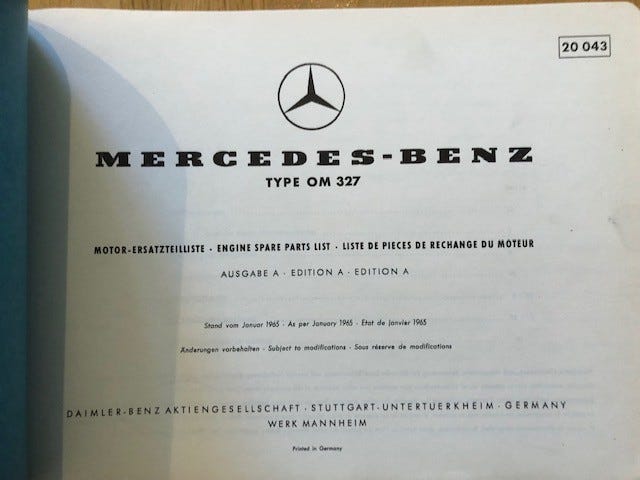 20 043
MERCEDES-BENZ
TYPE OM 327
MOTOR-ERSATZTEILLISTE · ENGINE SPARE PARTS LIST · LISTE DE PIECES DE RECHANGE DU MOTEUR
AUSGABE A · EDITION A · EDITION A
Stand vom Januar 1965 · As per January 1965 · Etat de janvier 1965
Änderungen vorbehalten · Subject to modifications · Sous réserve de modifications
DAIMLER-BENZ AKTIENGESELLSCHAFT · STUTTGART-UNTERTUERKHEIM · GERMANY
WERK MANNHEIM
Printed in Germany